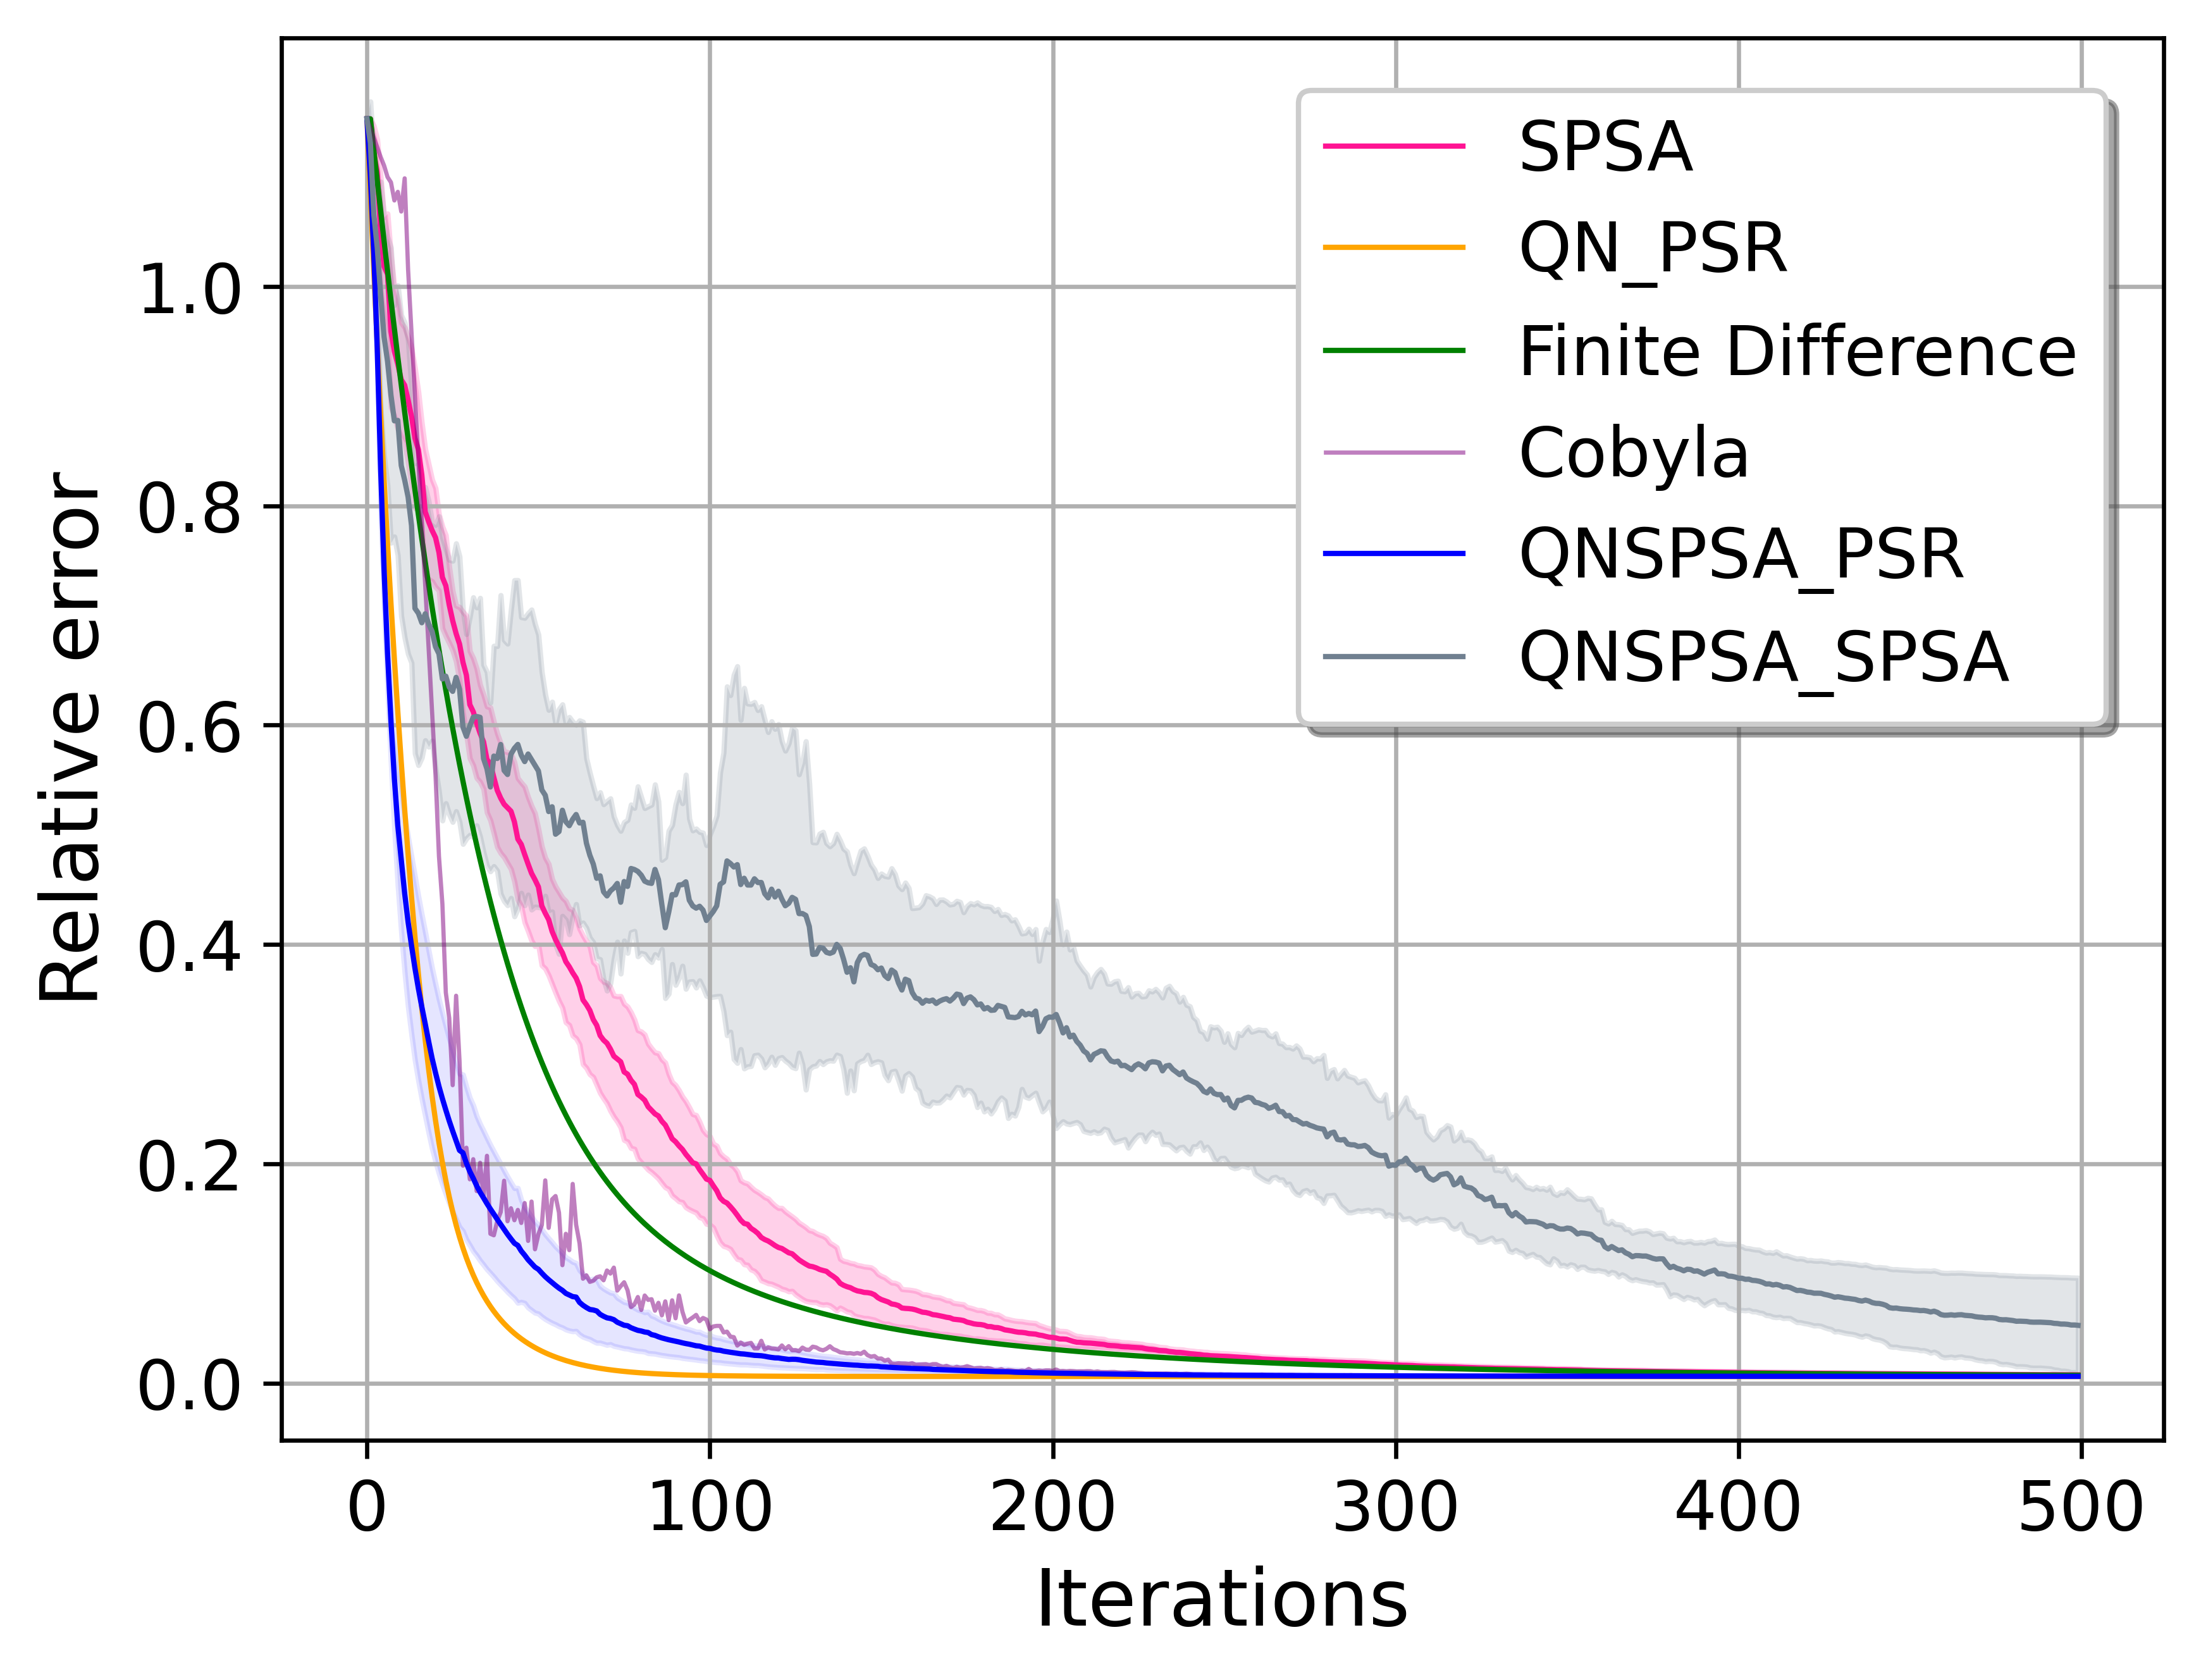 SPSA
QN_PSR
Finite Difference
Cobyla
QNSPSA_PSR
QNSPSA_SPSA
Relative error
1.0
0.8
0.6
0.4
0.2
0.0
0 100 200 300 400 500
Iterations